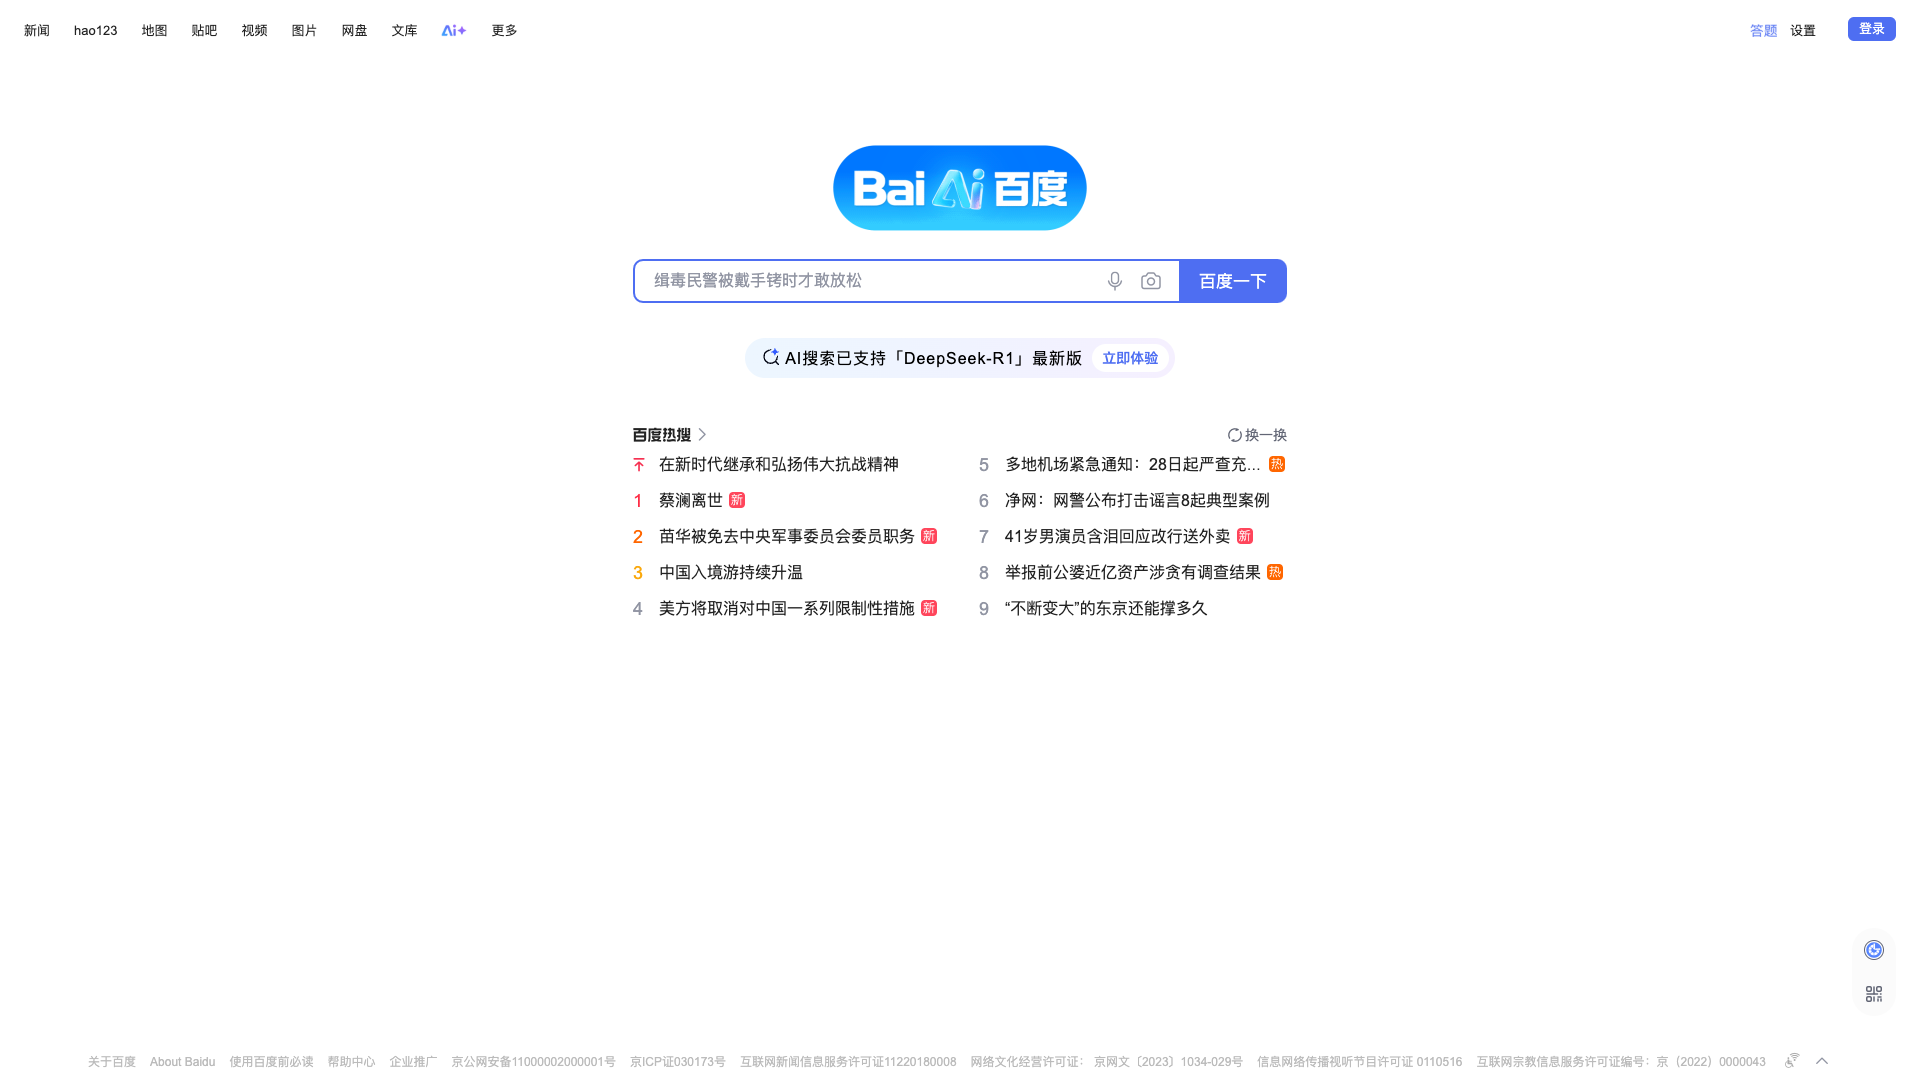 新闻 hao123 地图 贴吧 视频 图片 网盘 文库 Ai+ 更多 答题 设置 登录
Bai Ai 百度
缉毒民警被戴手铐时才敢放松 百度一下
AI搜索已支持「DeepSeek-R1」最新版 立即体验
百度热搜 换一换
在新时代继承和弘扬伟大抗战精神
1 蔡澜离世 新
2 苗华被免去中央军事委员会委员职务 新
3 中国入境游持续升温
4 美方将取消对中国一系列限制性措施 新
5 多地机场紧急通知：28日起严查充... 热
6 净网：网警公布打击谣言8起典型案例
7 41岁男演员含泪回应改行送外卖 新
8 举报前公婆近亿资产涉贪有调查结果 热
9 “不断变大”的东京还能撑多久
关于百度 About Baidu 使用百度前必读 帮助中心 企业推广 京公网安备11000002000001号 京ICP证030173号 互联网新闻信息服务许可证11220180008 网络文化经营许可证： 京网文〔2023〕1034-029号 信息网络传播视听节目许可证 0110516 互联网宗教信息服务许可证编号：京（2022）0000043